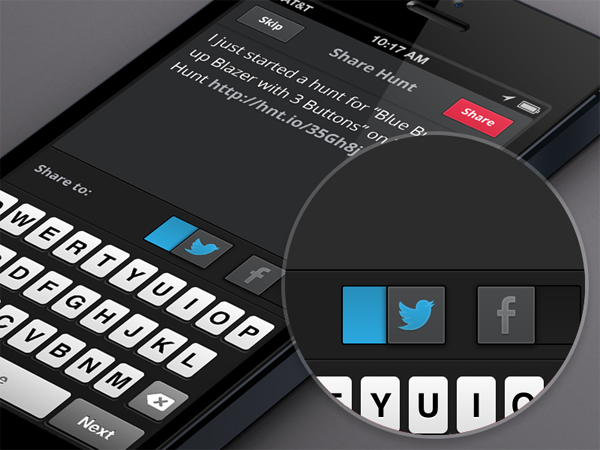 AT&T
10:17 AM
Skip
Share Hunt
Share
I just started a hunt for "Blue
up Blazer with 3 Buttons" on
Hunt http://hnt.io/35Gh8j
Share to:
f
W E R T Y U I O P
D F G H J K L
C V B N M
Next
f
Y U I O